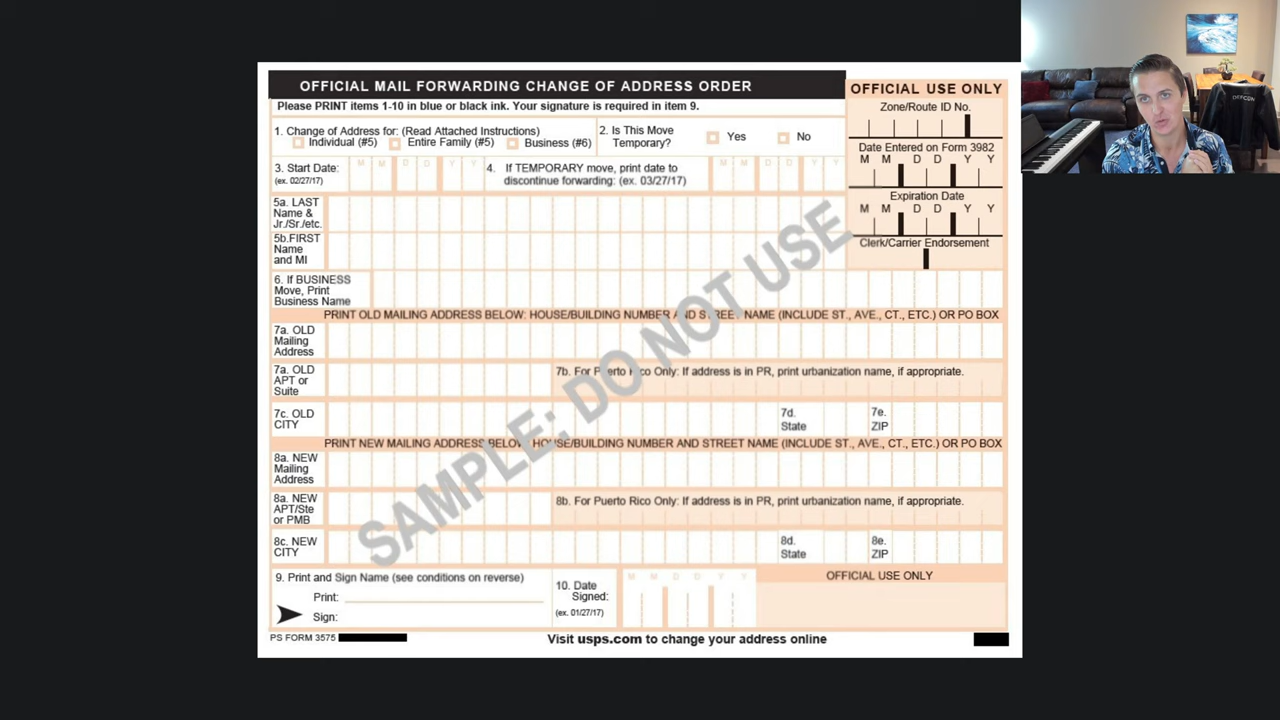 OFFICIAL MAIL FORWARDING CHANGE OF ADDRESS ORDER
Please PRINT items 1-10 in blue or black ink. Your signature is required in item 9.
OFFICIAL USE ONLY
Zone/Route ID No.
1. Change of Address for: (Read Attached Instructions)
Individual (#5) Entire Family (#5) Business (#6)
2. Is This Move
Temporary?
Yes No
Date Entered on Form 3982
M M D D Y Y
3. Start Date:
(ex. 02/27/17)
M M D D Y Y
4. If TEMPORARY move, print date to
discontinue forwarding: (ex. 03/27/17)
M M D D Y Y
Expiration Date
M M D D Y Y
Clerk/Carrier Endorsement
5a. LAST
Name &
Jr./Sr./etc.
5b.FIRST
Name
and MI
6. If BUSINESS
Move, Print
Business Name
PRINT OLD MAILING ADDRESS BELOW: HOUSE/BUILDING NUMBER AND STREET NAME (INCLUDE ST., AVE., CT., ETC.) OR PO BOX
7a. OLD
Mailing
Address
7a. OLD
APT or
Suite
7b. For Puerto Rico Only: If address is in PR, print urbanization name, if appropriate.
7c. OLD
CITY
7d.
State
7e.
ZIP
PRINT NEW MAILING ADDRESS BELOW: HOUSE/BUILDING NUMBER AND STREET NAME (INCLUDE ST., AVE., CT., ETC.) OR PO BOX
8a. NEW
Mailing
Address
8a. NEW
APT/Ste
or PMB
8b. For Puerto Rico Only: If address is in PR, print urbanization name, if appropriate.
8c. NEW
CITY
8d.
State
8e.
ZIP
SAMPLE: DO NOT USE
9. Print and Sign Name (see conditions on reverse)
Print:
Sign:
10. Date
Signed:
(ex. 01/27/17)
M M D D Y Y
OFFICIAL USE ONLY
PS FORM 3575
Visit usps.com to change your address online
DEFCON